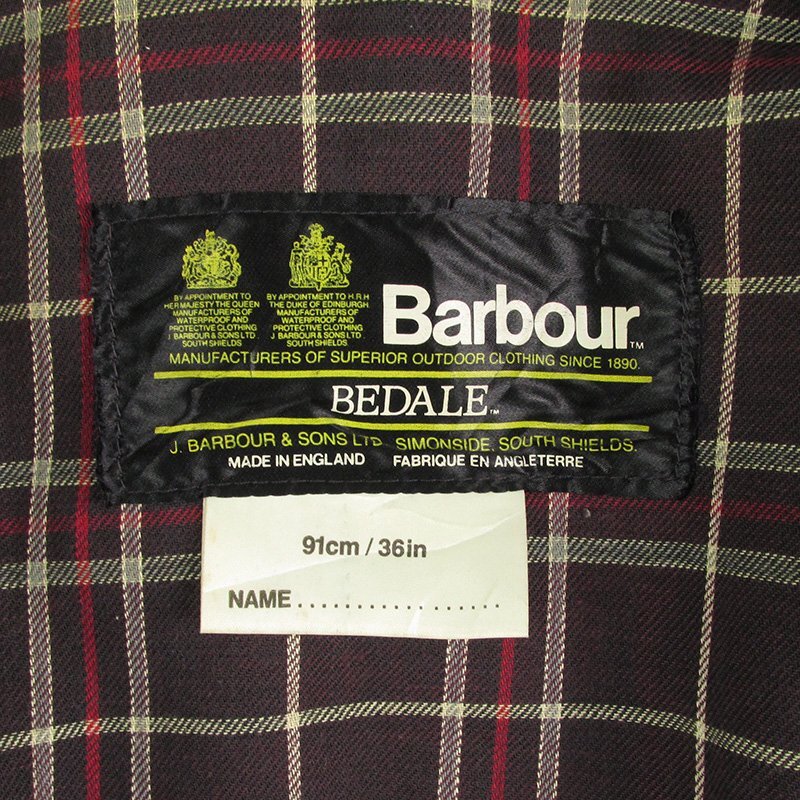 BY APPOINTMENT TO
HER MAJESTY THE QUEEN
MANUFACTURERS OF
WATERPROOF AND
PROTECTIVE CLOTHING
J. BARBOUR & SONS LTD
SOUTH SHIELDS
BY APPOINTMENT TO H.R.H
THE DUKE OF EDINBURGH.
MANUFACTURERS OF
WATERPROOF AND
PROTECTIVE CLOTHING
J. BARBOUR & SONS LTD.
SOUTH SHIELDS
Barbour™
MANUFACTURERS OF SUPERIOR OUTDOOR CLOTHING SINCE 1890.
BEDALE™
J. BARBOUR & SONS LTD. SIMONSIDE, SOUTH SHIELDS.
MADE IN ENGLAND FABRIQUE EN ANGLETERRE
91cm / 36in
NAME..................